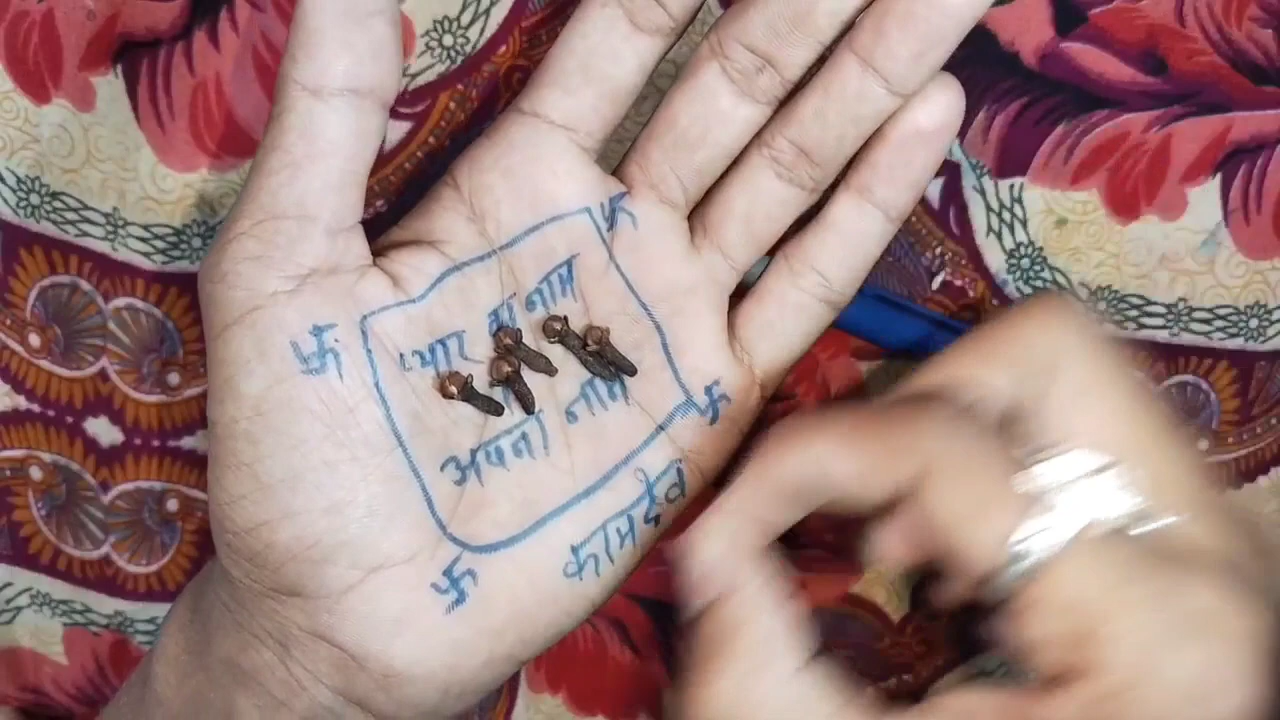 प्यार का नाम
अपना नाम
कामदेव